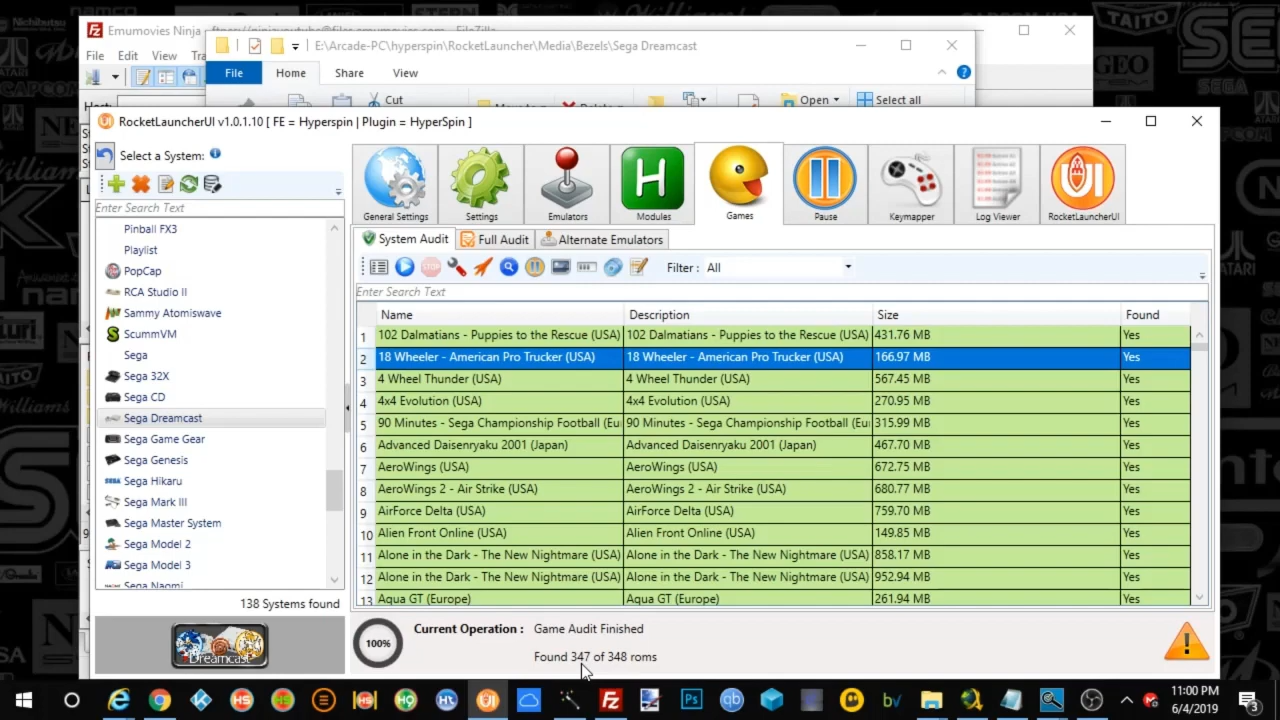 Emumovies Ninja
FileZilla
File Edit View Tra
E:\Arcade-PC\hyperspin\RocketLauncher\Media\Bezels\Sega Dreamcast
File Home Share View
Cut
Open
Select all
RocketLauncherUI v1.0.1.10 [ FE = Hyperspin | Plugin = HyperSpin ]
Select a System:
General Settings
Settings
Emulators
Modules
Games
Pause
Keymapper
Log Viewer
RocketLauncherUI
Enter Search Text
Pinball FX3
Playlist
PopCap
RCA Studio II
Sammy Atomiswave
ScummVM
Sega
Sega 32X
Sega CD
Sega Dreamcast
Sega Game Gear
Sega Genesis
Sega Hikaru
Sega Mark III
Sega Master System
Sega Model 2
Sega Model 3
Sega Naomi
138 Systems found
Dreamcast
System Audit Full Audit Alternate Emulators
STOP
Filter : All
Enter Search Text
Name Description Size Found
1 102 Dalmatians - Puppies to the Rescue (USA) 102 Dalmatians - Puppies to the Rescue (USA) 431.76 MB Yes
2 18 Wheeler - American Pro Trucker (USA) 18 Wheeler - American Pro Trucker (USA) 166.97 MB Yes
3 4 Wheel Thunder (USA) 4 Wheel Thunder (USA) 567.45 MB Yes
4 4x4 Evolution (USA) 4x4 Evolution (USA) 270.95 MB Yes
5 90 Minutes - Sega Championship Football (Eu 90 Minutes - Sega Championship Football (Eu 315.99 MB Yes
6 Advanced Daisenryaku 2001 (Japan) Advanced Daisenryaku 2001 (Japan) 467.70 MB Yes
7 AeroWings (USA) AeroWings (USA) 672.75 MB Yes
8 AeroWings 2 - Air Strike (USA) AeroWings 2 - Air Strike (USA) 680.77 MB Yes
9 AirForce Delta (USA) AirForce Delta (USA) 759.70 MB Yes
10 Alien Front Online (USA) Alien Front Online (USA) 149.85 MB Yes
11 Alone in the Dark - The New Nightmare (USA) Alone in the Dark - The New Nightmare (USA) 858.17 MB Yes
12 Alone in the Dark - The New Nightmare (USA) Alone in the Dark - The New Nightmare (USA) 952.94 MB Yes
13 Aqua GT (Europe) Aqua GT (Europe) 261.94 MB Yes
100%
Current Operation : Game Audit Finished
Found 347 of 348 roms
11:00 PM
6/4/2019
3